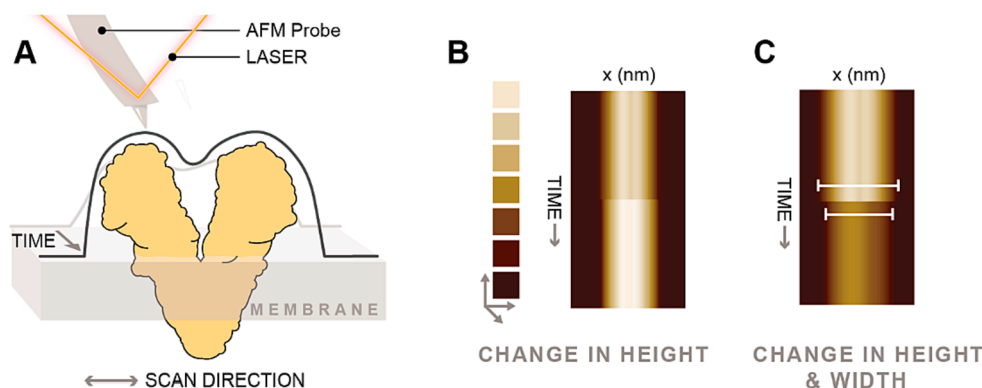 A
AFM Probe
LASER
TIME
MEMBRANE
SCAN DIRECTION
B
x (nm)
TIME
CHANGE IN HEIGHT
C
x (nm)
TIME
CHANGE IN HEIGHT
& WIDTH